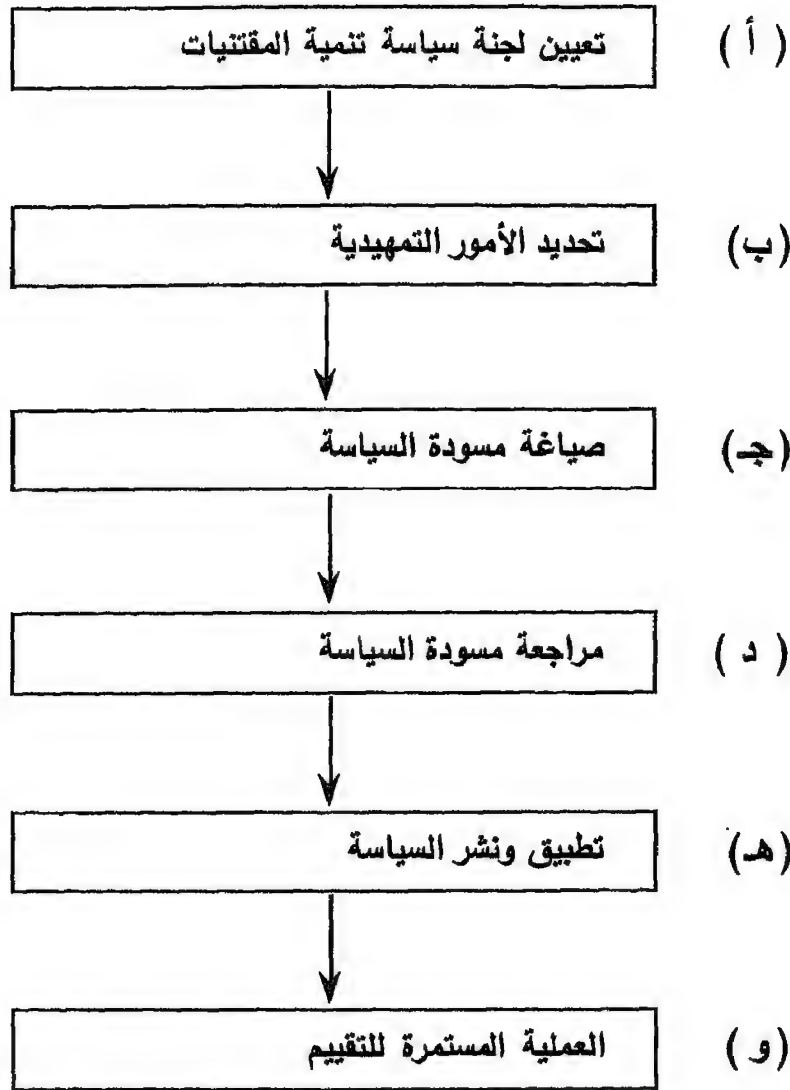 ( أ ) تعيين لجنة سياسة تنمية المقتنيات
(ب) تحديد الأمور التمهيدية
(جـ) صياغة مسودة السياسة
( د ) مراجعة مسودة السياسة
(هـ) تطبيق ونشر السياسة
(و) العملية المستمرة للتقييم